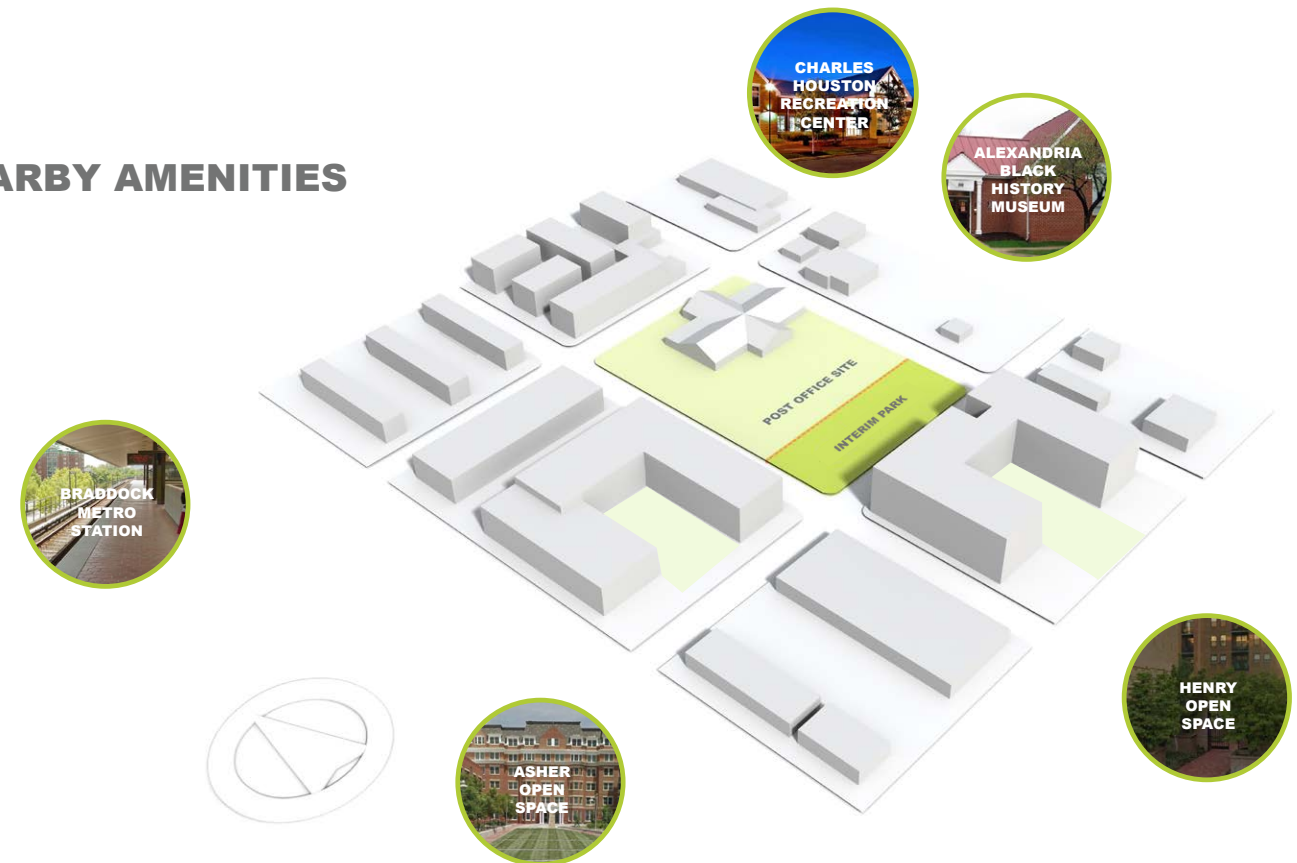 CHARLES
HOUSTON
RECREATION
CENTER
ALEXANDRIA
BLACK
HISTORY
MUSEUM
ARBY AMENITIES
POST OFFICE SITE
INTERIM PARK
BRADDOCK
METRO
STATION
HENRY
OPEN
SPACE
ASHER
OPEN
SPACE